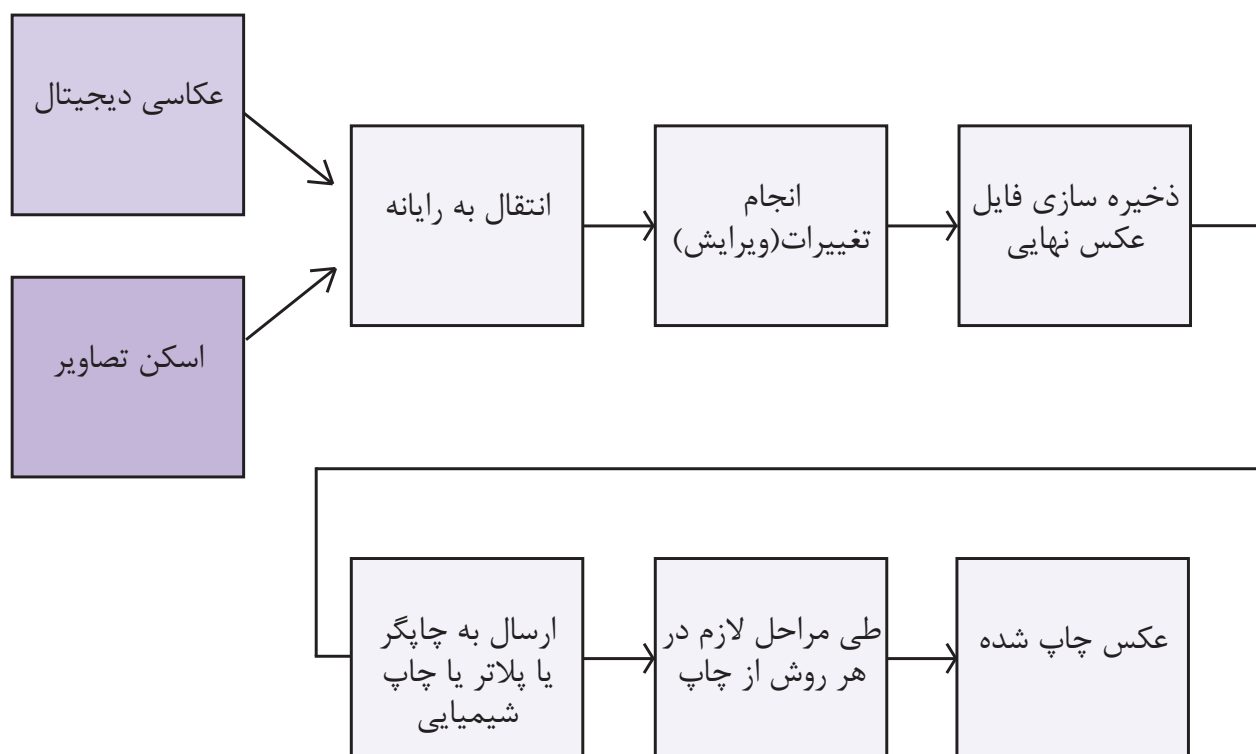 عکاسی دیجیتال
اسکن تصاویر
انتقال به رایانه
انجام
تغییرات(ویرایش)
ذخیره سازی فایل
عکس نهایی
ارسال به چاپگر
یا پلاتر یا چاپ
شیمیایی
طی مراحل لازم در
هر روش از چاپ
عکس چاپ شده